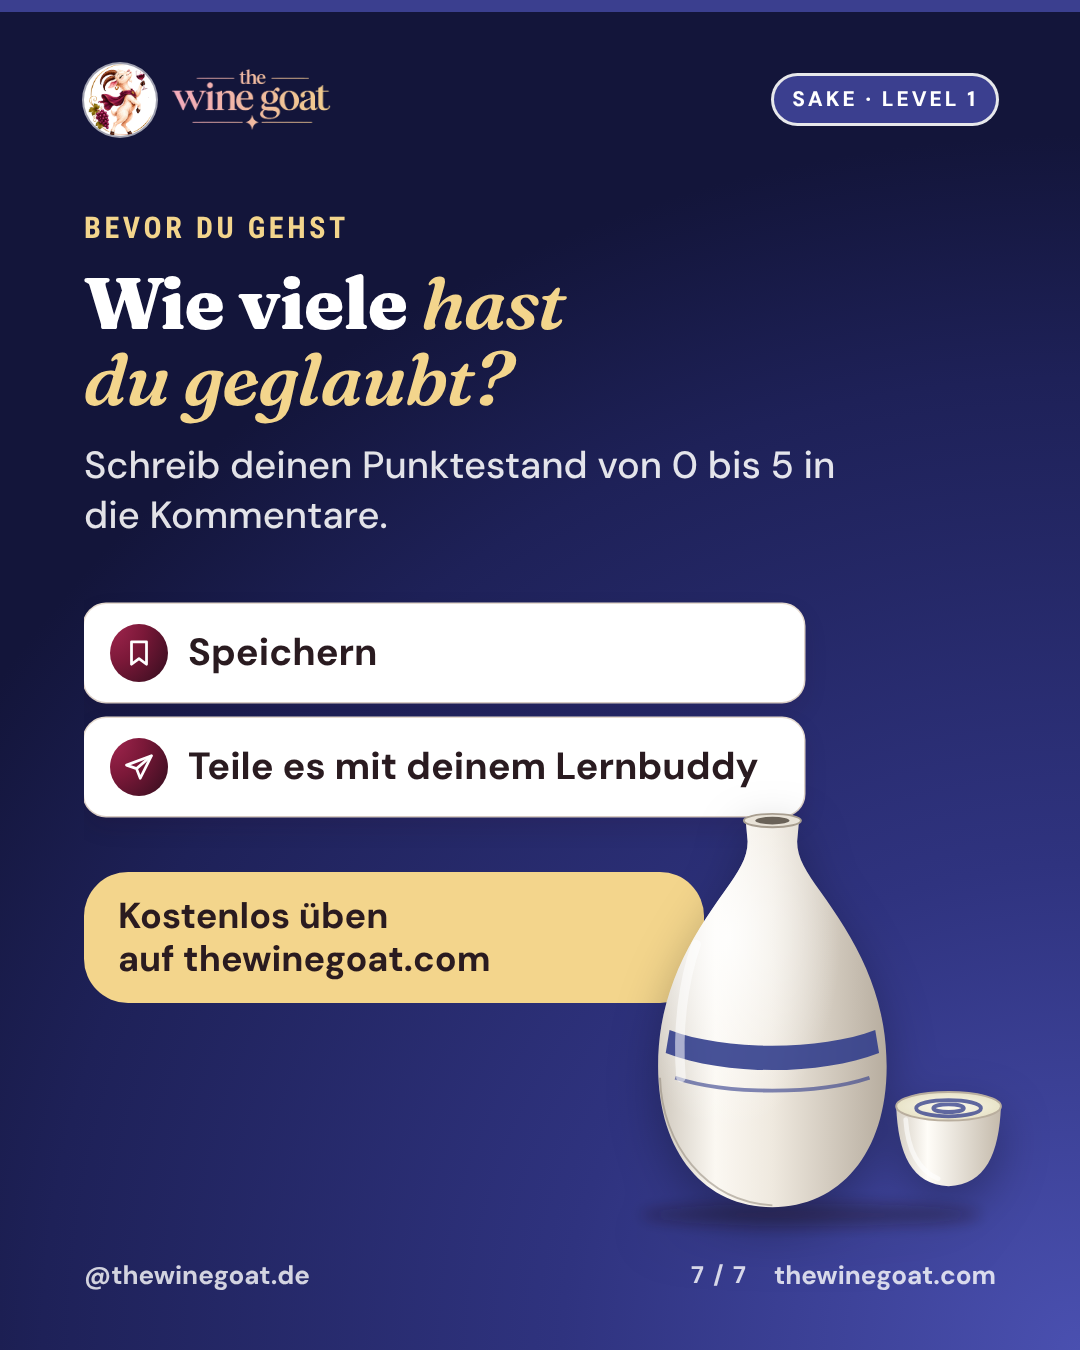 the
wine goat
SAKE · LEVEL 1
BEVOR DU GEHST
Wie viele hast
du geglaubt?
Schreib deinen Punktestand von 0 bis 5 in
die Kommentare.
Speichern
Teile es mit deinem Lernbuddy
Kostenlos üben
auf thewinegoat.com
@thewinegoat.de
7 / 7 thewinegoat.com